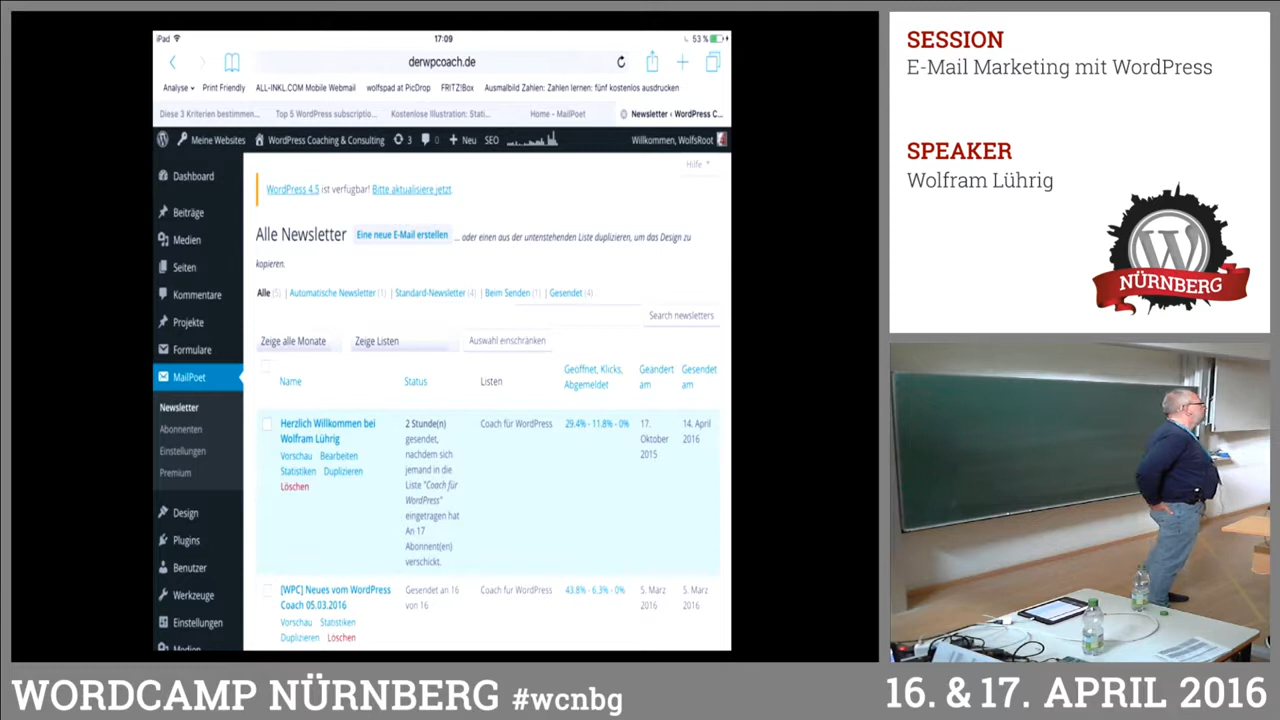 iPad 17:09 53 %
derwpcoach.de
Analyse Print Friendly ALL-INKL.COM Mobile Webmail wolfspad at PicDrop FRITZ!Box Ausmalbild Zahlen: Zahlen lernen: fünf kostenlos ausdrucken
Diese 3 Kriterien bestimmen... Top 5 WordPress subscriptio... Kostenlose Illustration: Stati... Home - MailPoet Newsletter ‹ WordPress C...
Meine Websites WordPress Coaching & Consulting 3 0 Neu SEO Willkommen, WolfsRoot
Hilfe
Dashboard
Beiträge
Medien
Seiten
Kommentare
Projekte
Formulare
MailPoet
Newsletter
Abonnenten
Einstellungen
Premium
Design
Plugins
Benutzer
Werkzeuge
Einstellungen
WordPress 4.5 ist verfügbar! Bitte aktualisiere jetzt
Alle Newsletter Eine neue E-Mail erstellen ... oder einen aus der untenstehenden Liste duplizieren, um das Design zu
kopieren.
Alle (5) | Automatische Newsletter (1) | Standard-Newsletter (4) | Beim Senden (1) | Gesendet (4)
Search newsletters
Zeige alle Monate Zeige Listen Auswahl einschränken
Name Status Listen Geöffnet, Klicks, Abgemeldet Geändert am Gesendet am
Herzlich Willkommen bei
Wolfram Lührig
Vorschau Bearbeiten
Statistiken Duplizieren
Löschen
2 Stunde(n)
gesendet,
nachdem sich
jemand in die
Liste "Coach für
WordPress"
eingetragen hat
An 17
Abonnent(en)
verschickt.
Coach für WordPress
29.4% - 11.8% - 0%
17.
Oktober
2015
14. April
2016
[WPC] Neues vom WordPress
Coach 05.03.2016
Vorschau Statistiken
Duplizieren Löschen
Gesendet an 16
von 16
Coach für WordPress
43.8% - 6.3% - 0%
5. März
2016
5. März
2016
SESSION
E-Mail Marketing mit WordPress
SPEAKER
Wolfram Lührig
NÜRNBERG
WORDCAMP NÜRNBERG #wcnbg
16. & 17. APRIL 2016